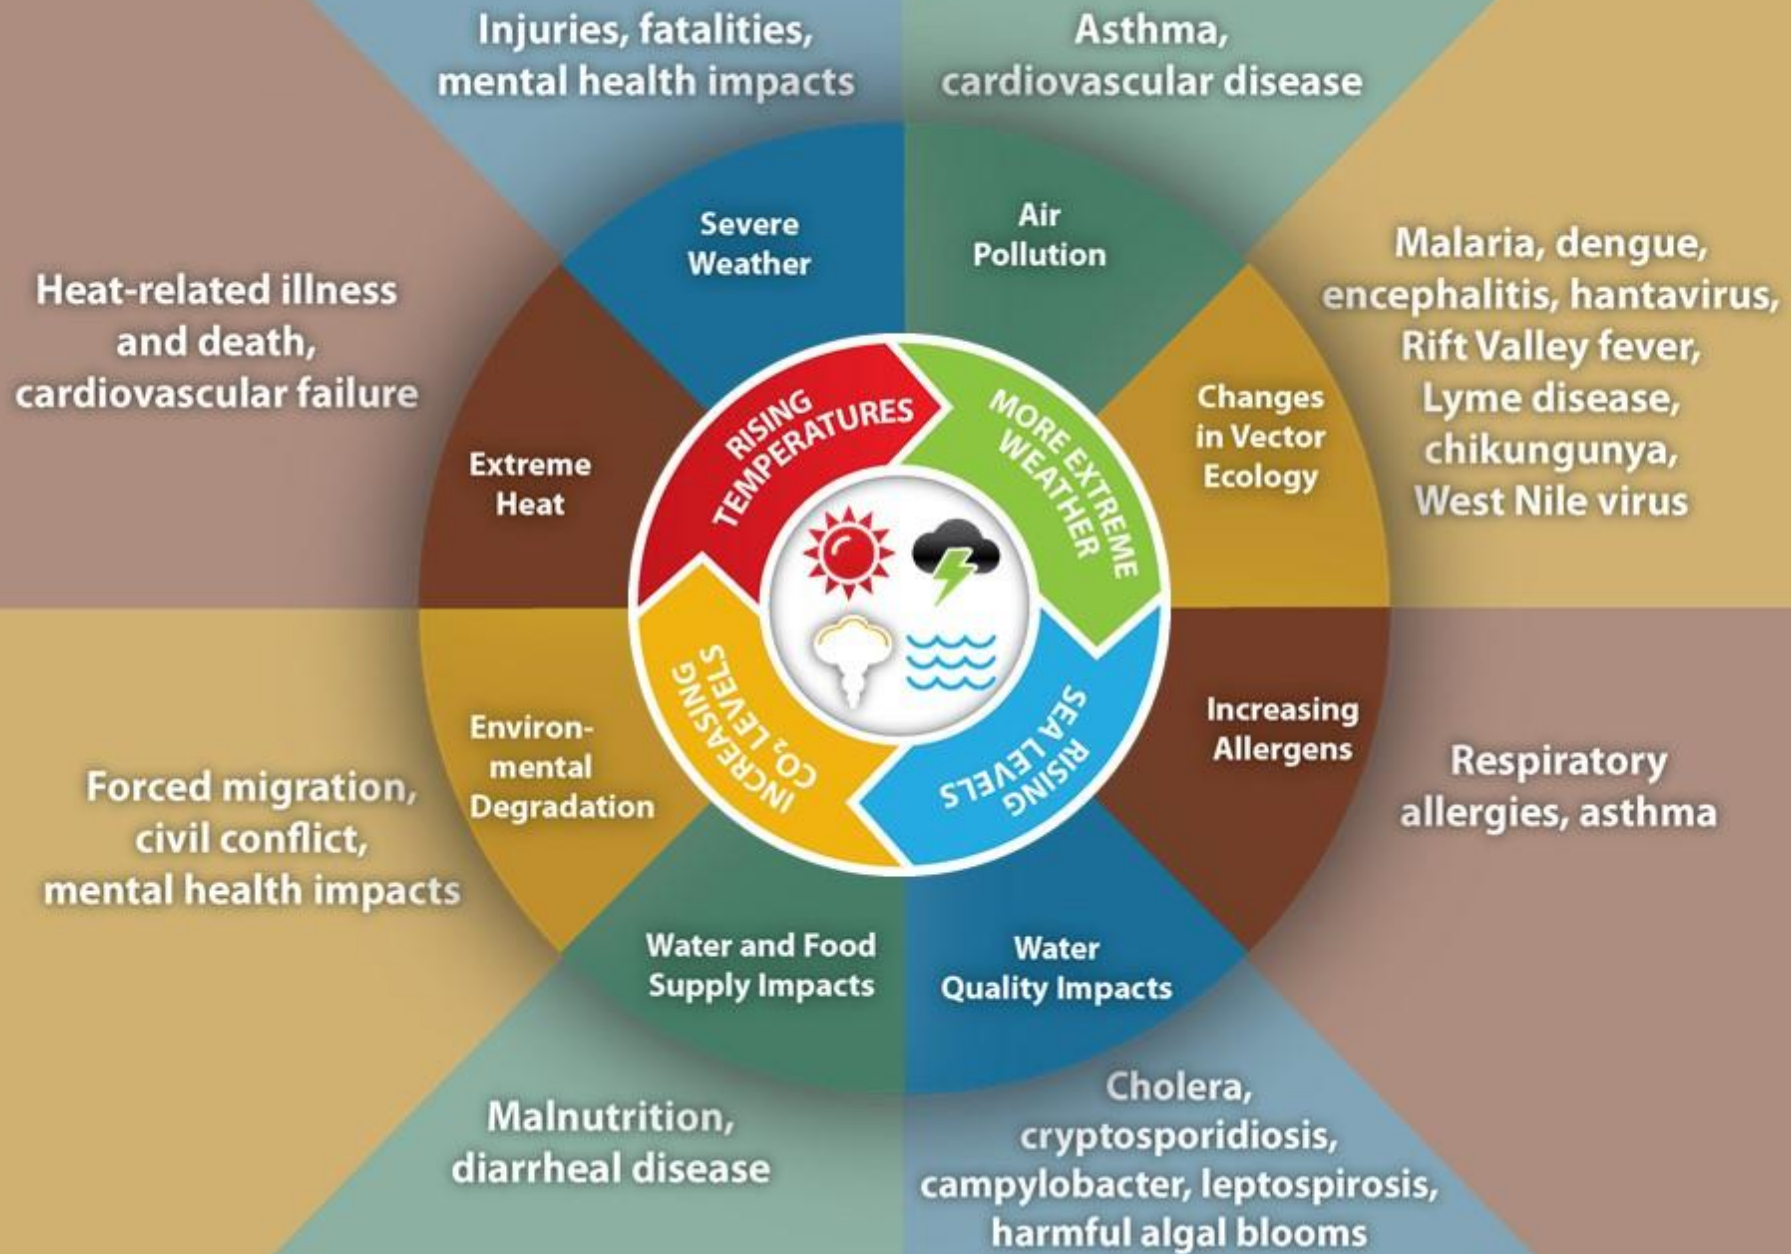 Injuries, fatalities,
mental health impacts
Asthma,
cardiovascular disease
Severe
Weather
Air
Pollution
Heat-related illness
and death,
cardiovascular failure
Malaria, dengue,
encephalitis, hantavirus,
Rift Valley fever,
Lyme disease,
chikungunya,
West Nile virus
Extreme
Heat
Changes
in Vector
Ecology
RISING
TEMPERATURES
MORE EXTREME
WEATHER
INCREASING
CO₂ LEVELS
RISING
SEA LEVELS
Environ-
mental
Degradation
Increasing
Allergens
Forced migration,
civil conflict,
mental health impacts
Respiratory
allergies, asthma
Water and Food
Supply Impacts
Water
Quality Impacts
Malnutrition,
diarrheal disease
Cholera,
cryptosporidiosis,
campylobacter, leptospirosis,
harmful algal blooms